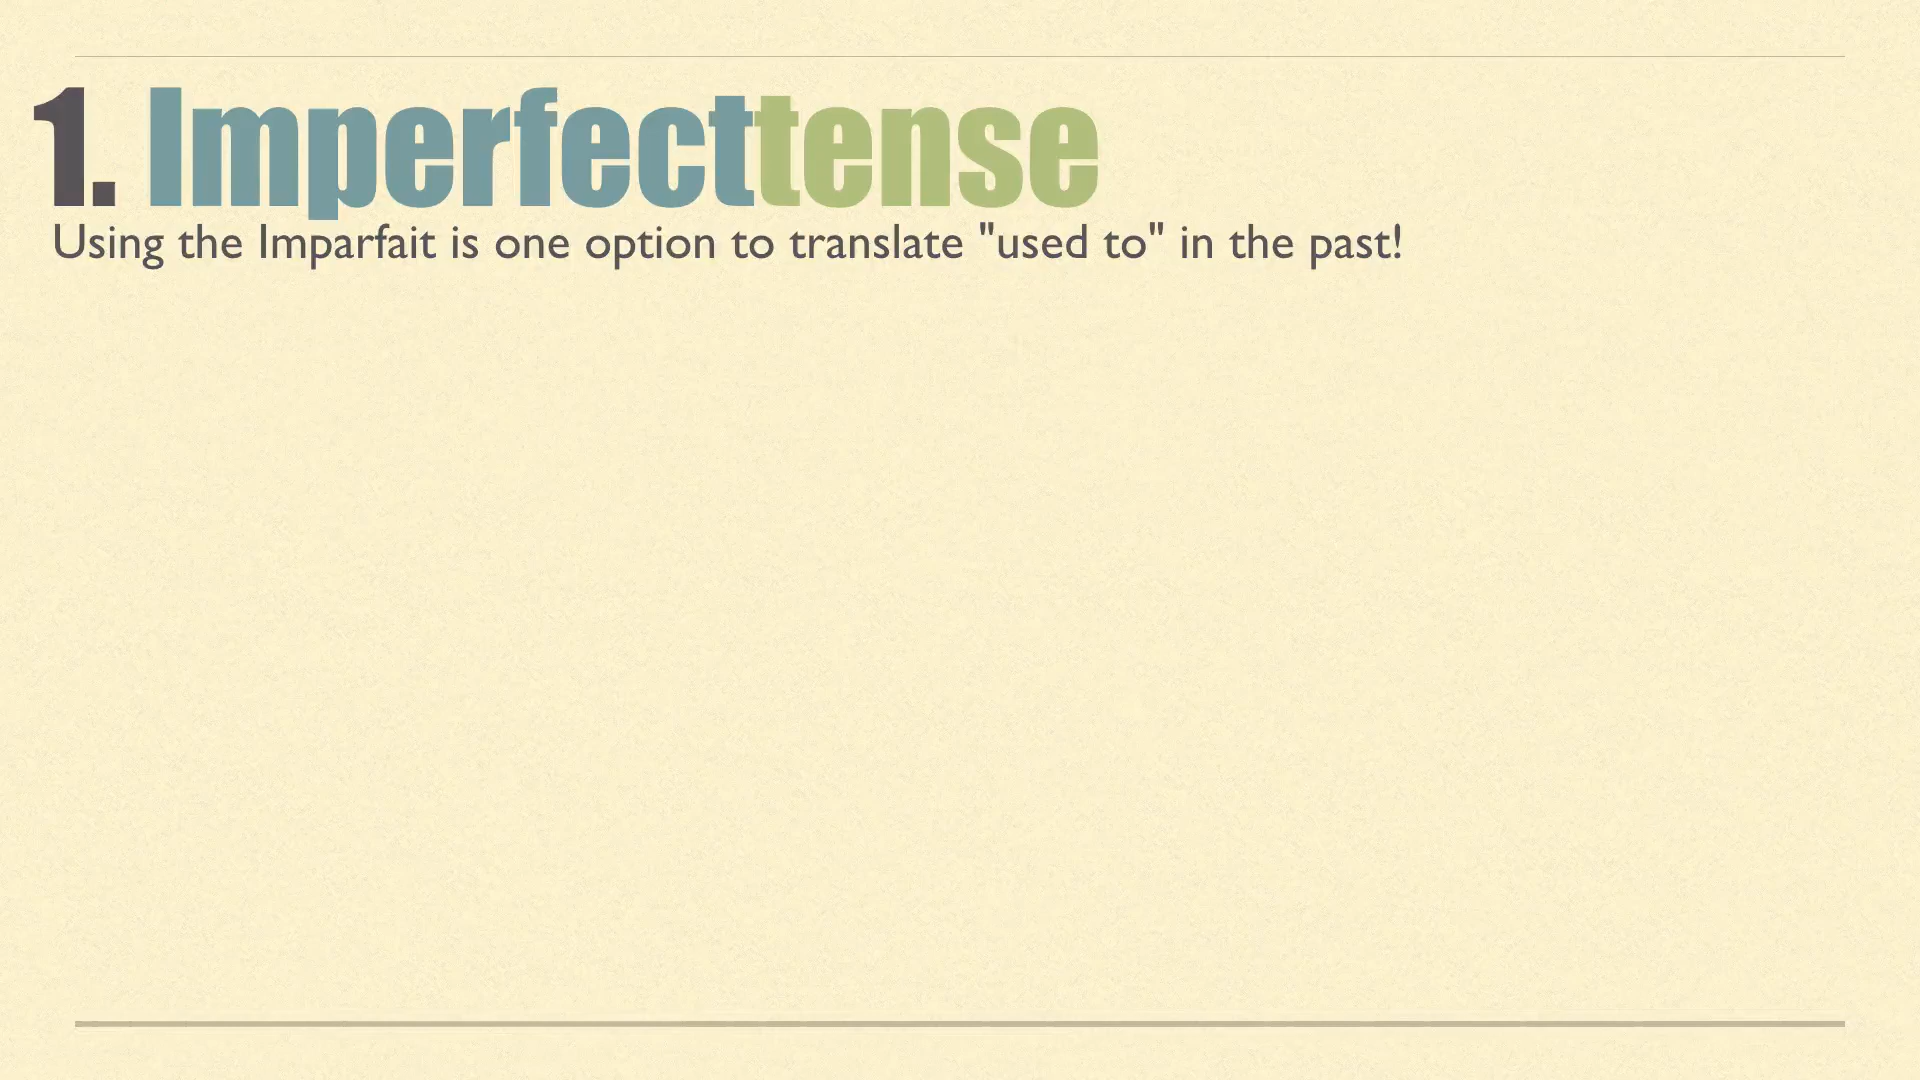 1. Imperfecttense
Using the Imparfait is one option to translate "used to" in the past!